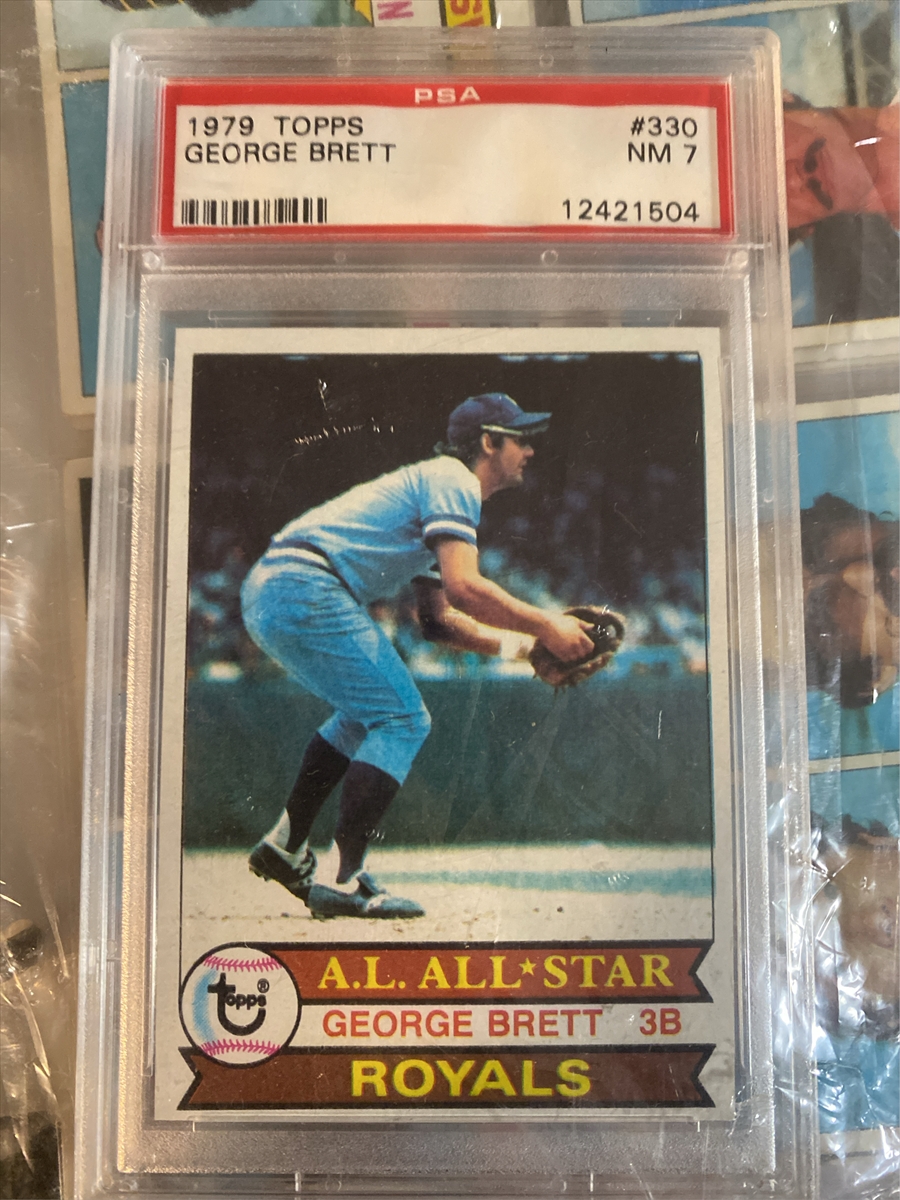 PSA
1979 TOPPS #330
GEORGE BRETT NM 7
12421504
A.L. ALL★STAR
topps®
GEORGE BRETT 3B
ROYALS